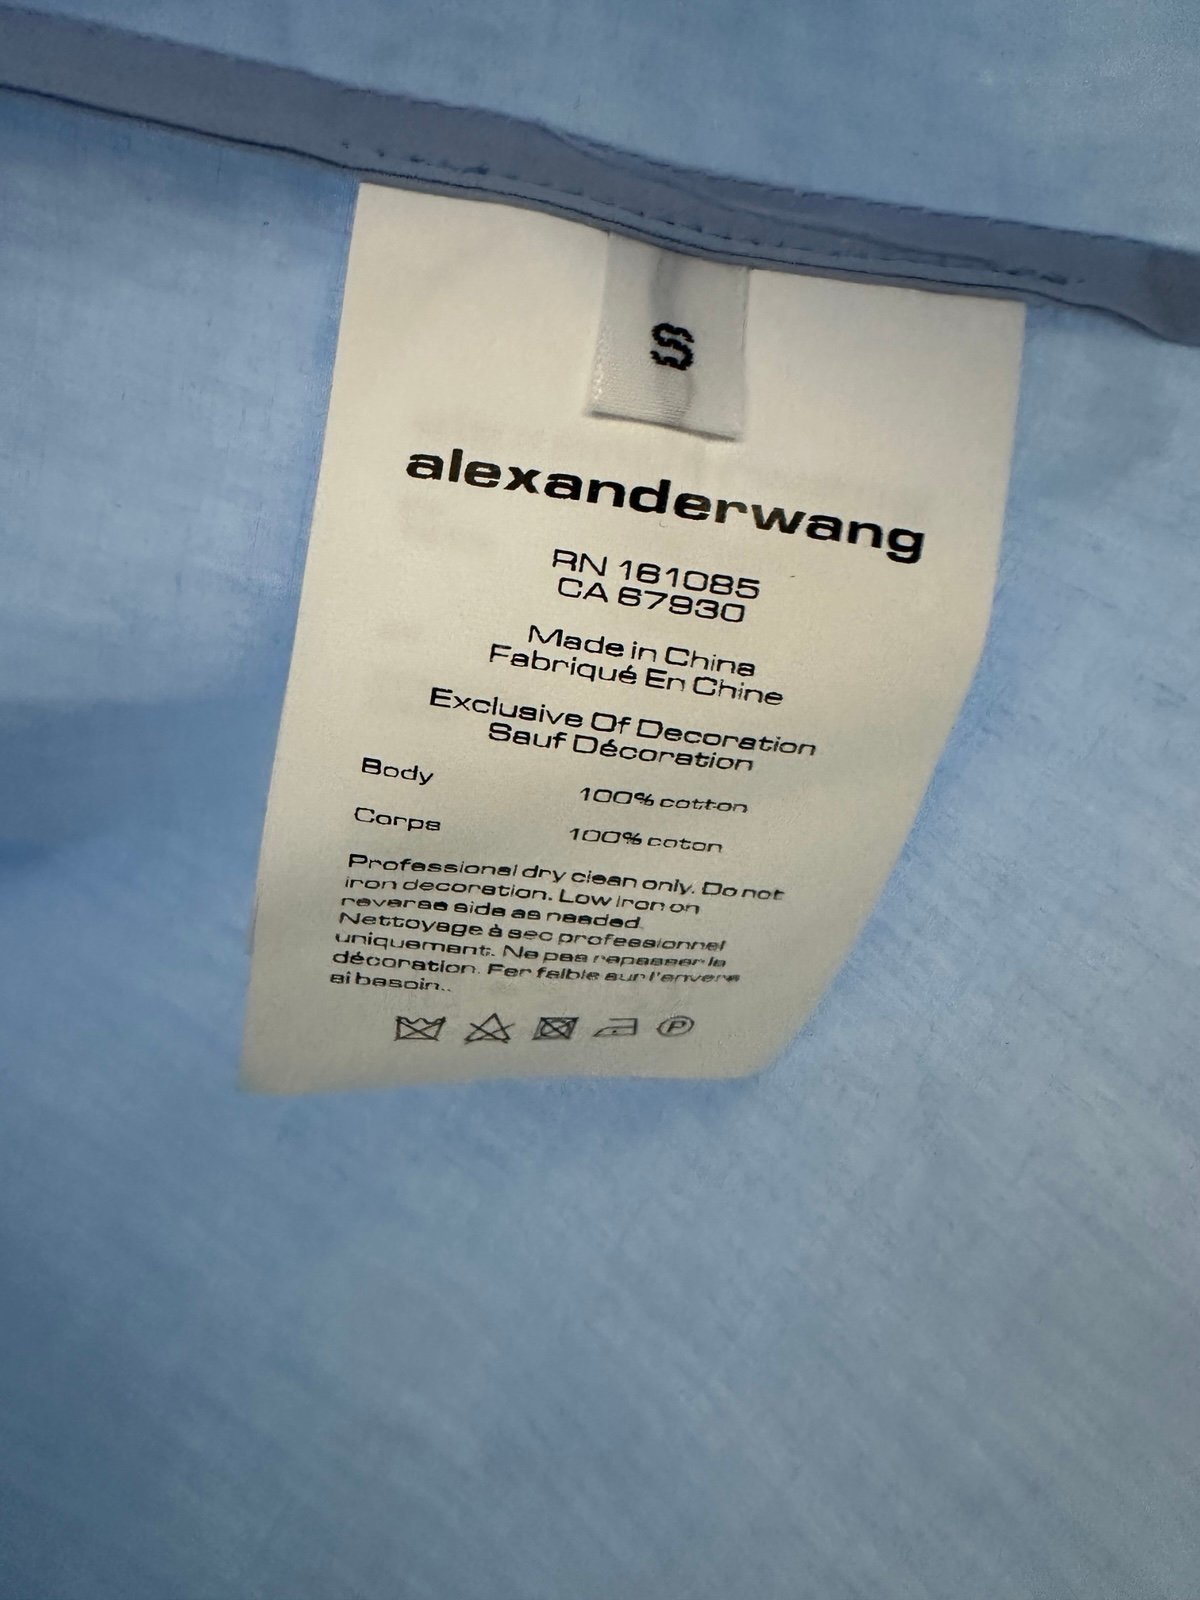 S
alexanderwang
RN 161085
CA 67930
Made in China
Fabriqué En Chine
Exclusive Of Decoration
Sauf Décoration
Body
100% cotton
Corps
100% coton
Professional dry clean only. Do not
iron decoration. Low iron on
reverse side as needed.
Nettoyage à sec professionnel
uniquement. Ne pas repasser la
décoration. Fer faible sur l'envers
si besoin..
P